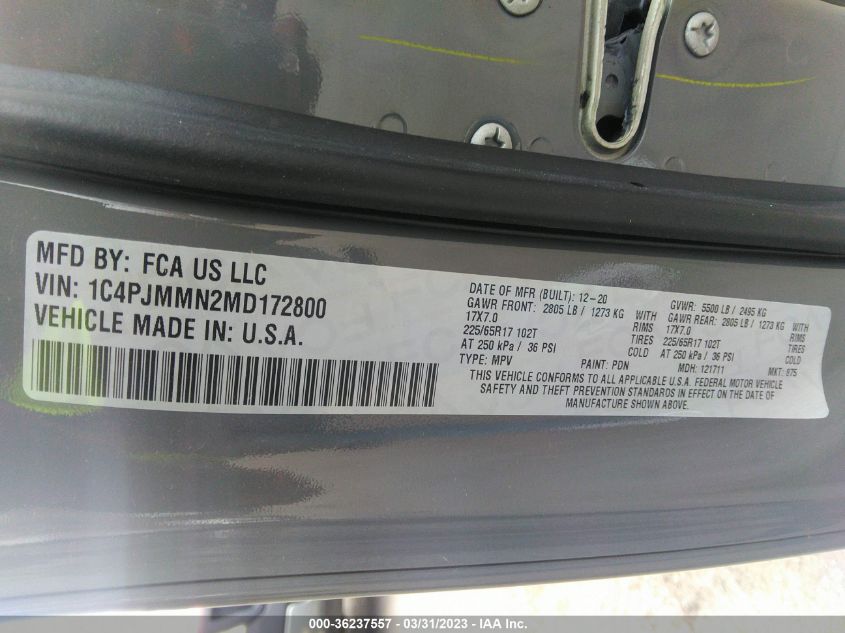 MFD BY: FCA US LLC
VIN: 1C4PJMMN2MD172800
VEHICLE MADE IN: U.S.A.
DATE OF MFR (BUILT): 12-20 GVWR: 5500 LB / 2495 KG
GAWR FRONT: 2805 LB / 1273 KG WITH GAWR REAR: 2805 LB / 1273 KG WITH
17X7.0 RIMS 17X7.0 RIMS
225/65R17 102T TIRES 225/65R17 102T TIRES
AT 250 kPa / 36 PSI COLD AT 250 kPa / 36 PSI COLD
TYPE: MPV PAINT: PDN MDH: 121711 MKT: 875
THIS VEHICLE CONFORMS TO ALL APPLICABLE U.S.A. FEDERAL MOTOR VEHICLE
SAFETY AND THEFT PREVENTION STANDARDS IN EFFECT ON THE DATE OF
MANUFACTURE SHOWN ABOVE.
000-36237557 - 03/31/2023 - IAA Inc.